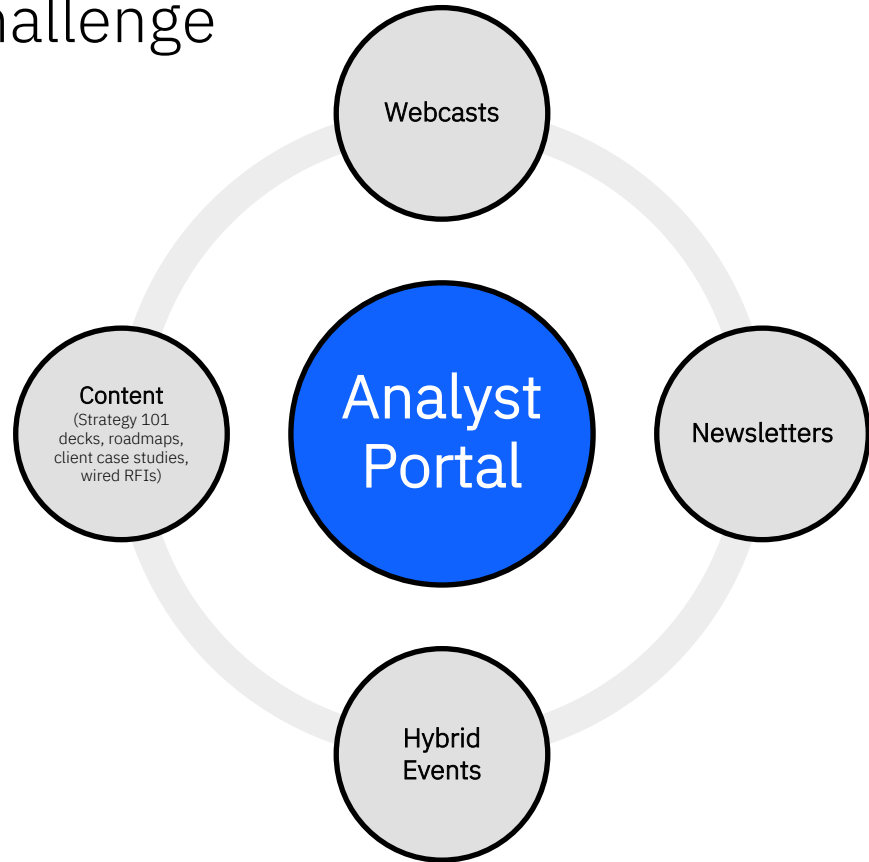 hallenge
Webcasts
Content
(Strategy 101
decks, roadmaps,
client case studies,
wired RFIs)
Analyst
Portal
Newsletters
Hybrid
Events